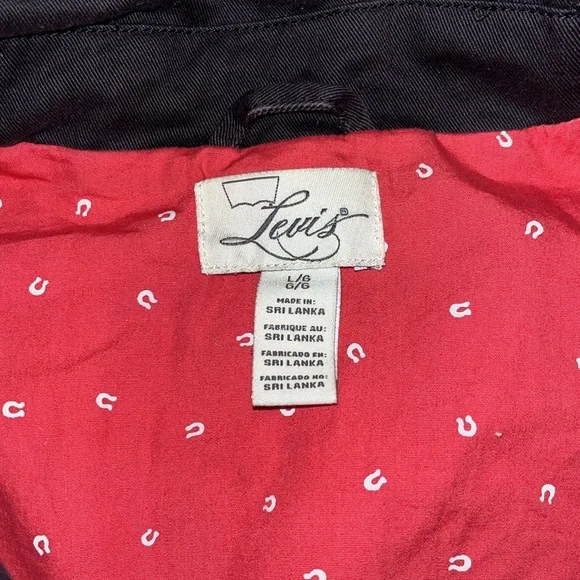 Levi's®
L/G
G/G
MADE IN:
SRI LANKA
FABRIQUE AU:
SRI LANKA
FABRICADO EN:
SRI LANKA
FABRICADO NO:
SRI LANKA